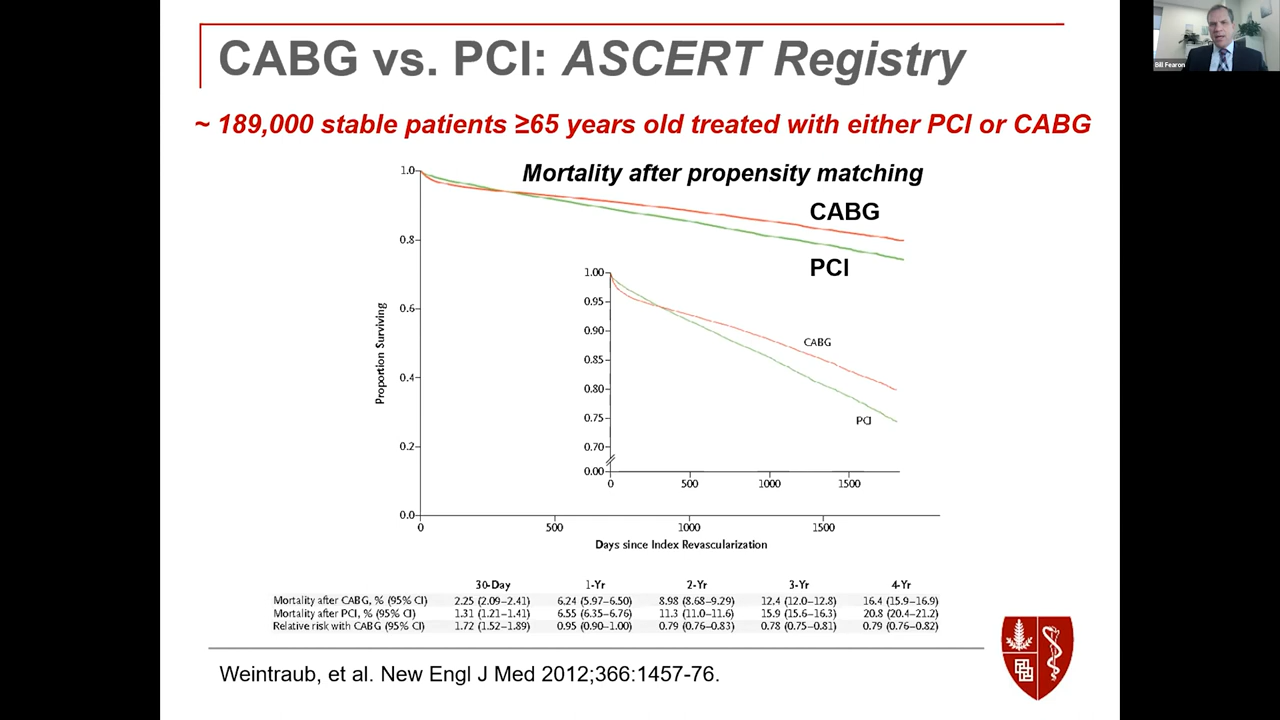 CABG vs. PCI: ASCERT Registry
Bill Fearon
~ 189,000 stable patients ≥65 years old treated with either PCI or CABG
Mortality after propensity matching
CABG
PCI
Proportion Surviving
1.0
0.8
0.6
0.4
0.2
0.0
0 500 1000 1500
Days since Index Revascularization
1.00
0.95
0.90
0.85
0.80
0.75
0.70
0.00
CABG
PCI
0 500 1000 1500
30-Day 1-Yr 2-Yr 3-Yr 4-Yr
Mortality after CABG, % (95% CI) 2.25 (2.09–2.41) 6.24 (5.97–6.50) 8.98 (8.68–9.29) 12.4 (12.0–12.8) 16.4 (15.9–16.9)
Mortality after PCI, % (95% CI) 1.31 (1.21–1.41) 6.55 (6.35–6.76) 11.3 (11.0–11.6) 15.9 (15.6–16.3) 20.8 (20.4–21.2)
Relative risk with CABG (95% CI) 1.72 (1.52–1.89) 0.95 (0.90–1.00) 0.79 (0.76–0.83) 0.78 (0.75–0.81) 0.79 (0.76–0.82)
Weintraub, et al. New Engl J Med 2012;366:1457-76.